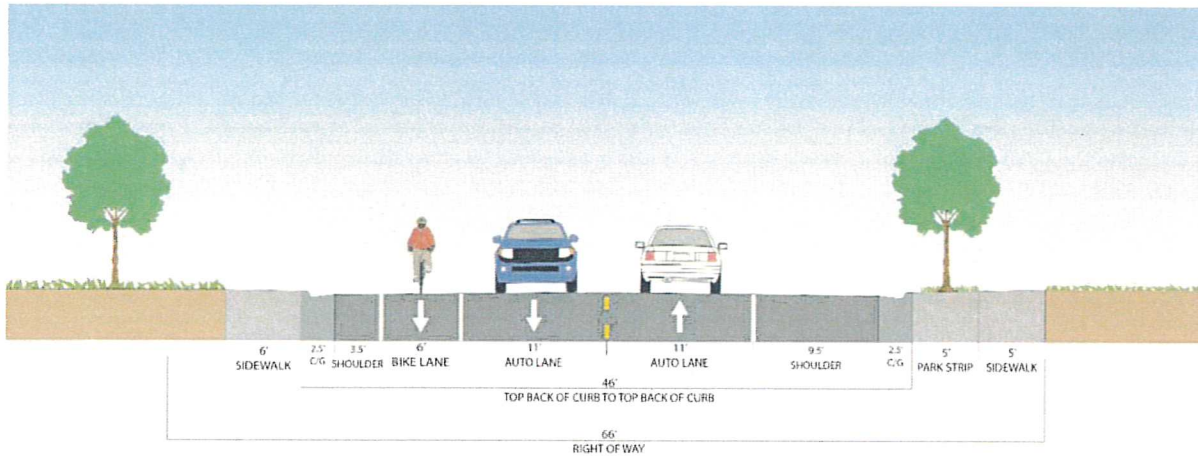 6' 2.5' 3.5' 6' 11' 11' 9.5' 2.5' 5' 5'
SIDEWALK C/G SHOULDER BIKE LANE AUTO LANE AUTO LANE SHOULDER C/G PARK STRIP SIDEWALK
46'
TOP BACK OF CURB TO TOP BACK OF CURB
66'
RIGHT OF WAY